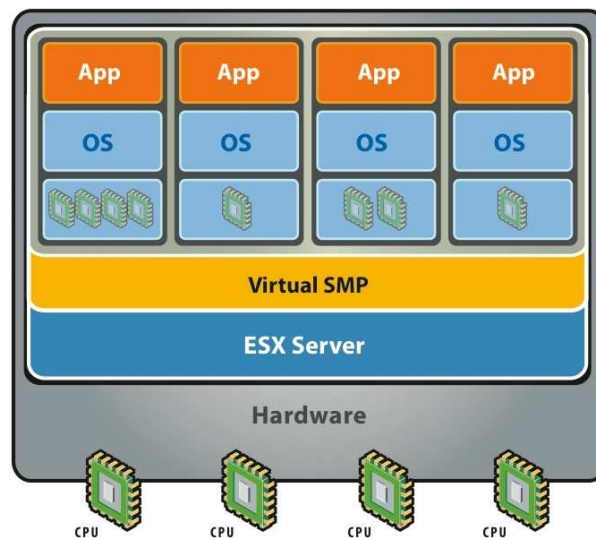 App App App App
OS OS OS OS
Virtual SMP
ESX Server
Hardware
CPU CPU CPU CPU